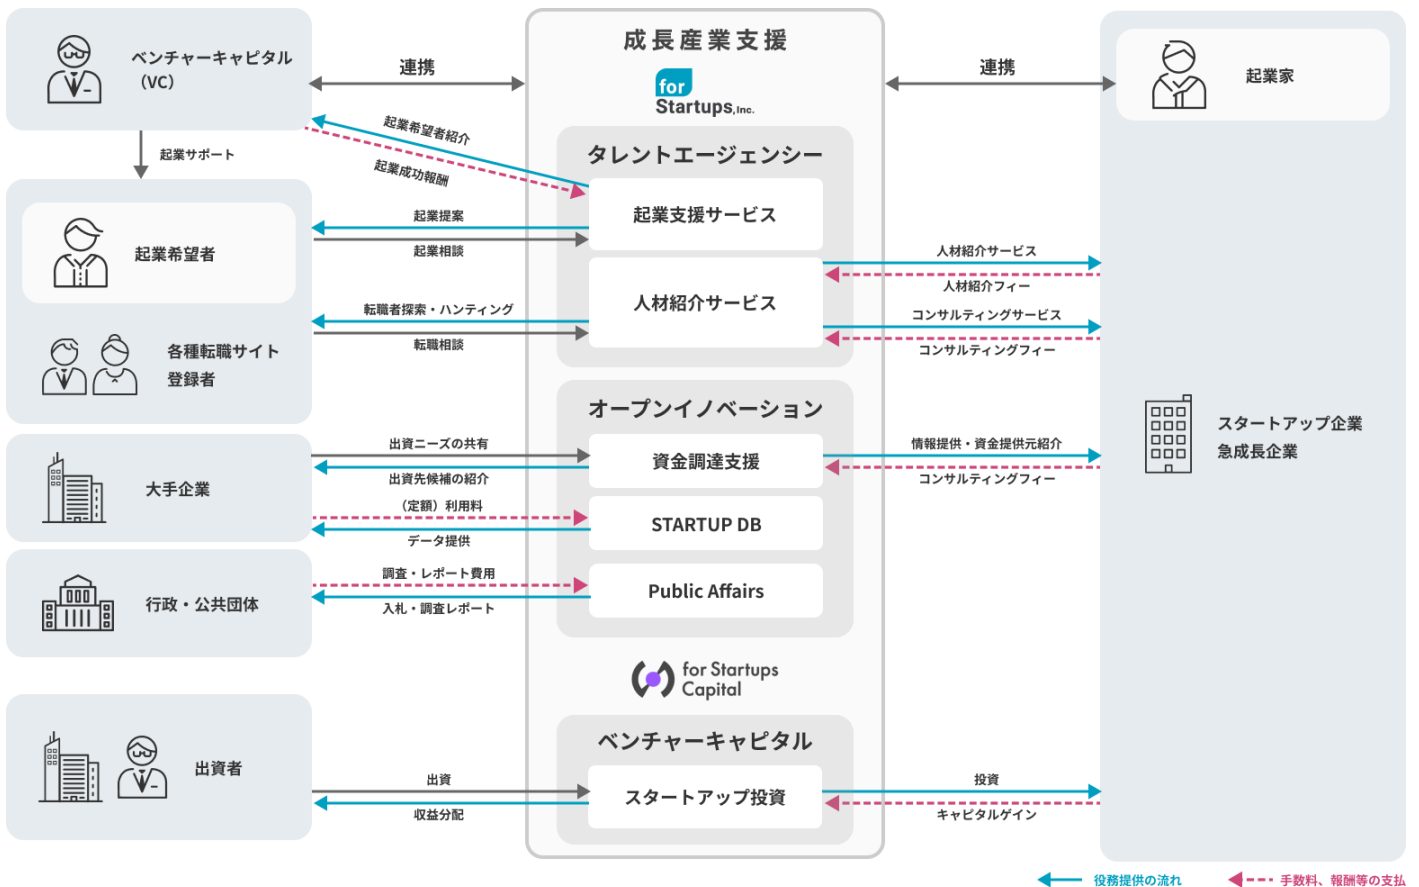 ベンチャーキャピタル
（VC）
起業サポート
起業希望者
各種転職サイト
登録者
大手企業
行政・公共団体
出資者
連携
起業希望者紹介
起業成功報酬
起業提案
起業相談
転職者探索・ハンティング
転職相談
出資ニーズの共有
出資先候補の紹介
（定額）利用料
データ提供
調査・レポート費用
入札・調査レポート
出資
収益分配
成長産業支援
for
Startups,Inc.
タレントエージェンシー
起業支援サービス
人材紹介サービス
オープンイノベーション
資金調達支援
STARTUP DB
Public Affairs
for Startups
Capital
ベンチャーキャピタル
スタートアップ投資
連携
人材紹介サービス
人材紹介フィー
コンサルティングサービス
コンサルティングフィー
情報提供・資金提供元紹介
コンサルティングフィー
投資
キャピタルゲイン
起業家
スタートアップ企業
急成長企業
役務提供の流れ
手数料、報酬等の支払